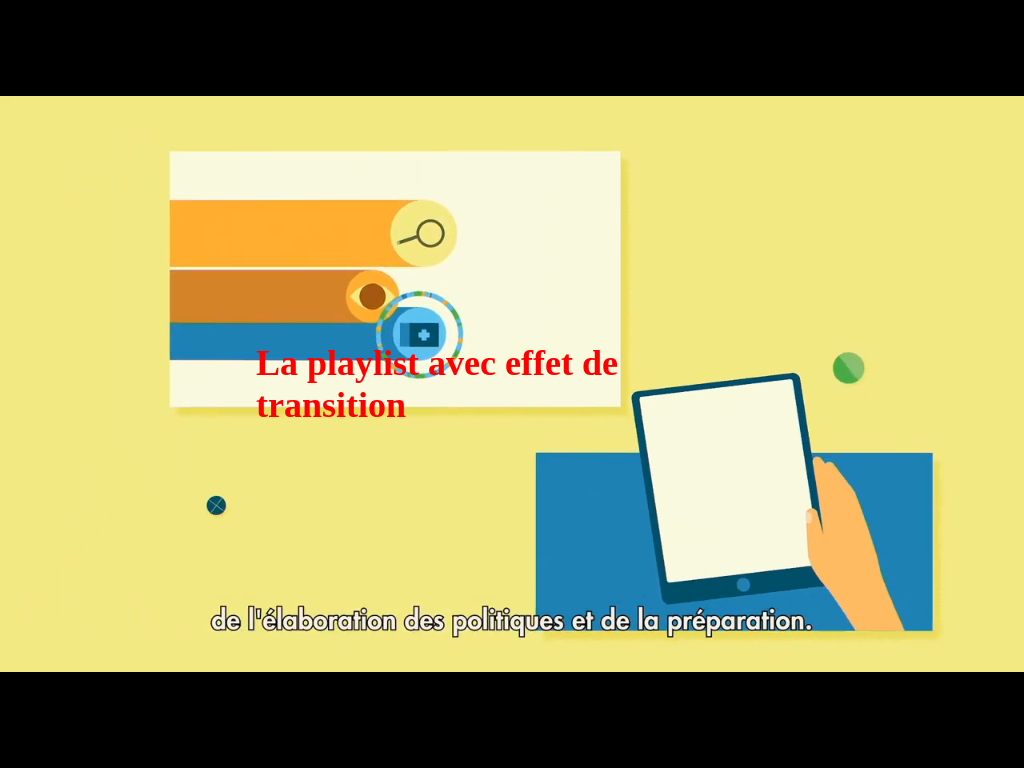 La playlist avec effet de
transition
de l'élaboration des politiques et de la préparation.